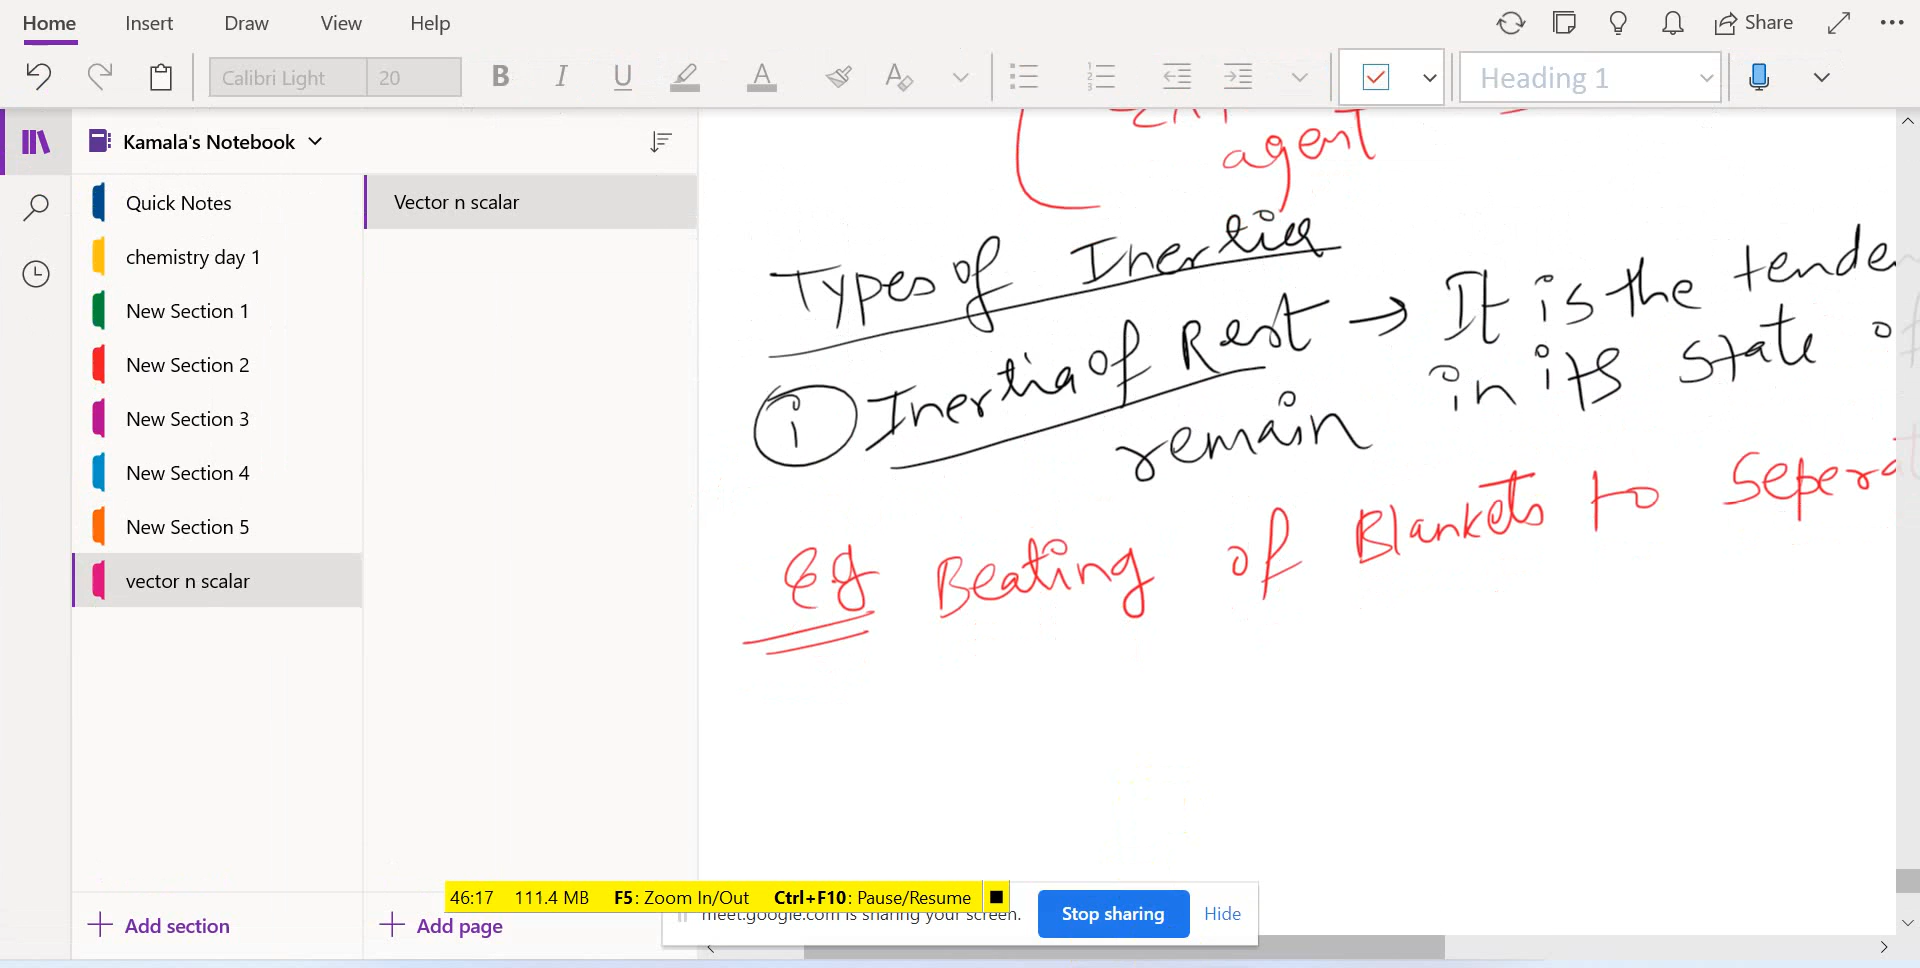 Home Insert Draw View Help Share
Calibri Light 20 B I U A Heading 1
Kamala's Notebook
Quick Notes
chemistry day 1
New Section 1
New Section 2
New Section 3
New Section 4
New Section 5
vector n scalar
Add section
Vector n scalar
Add page
agent
Types of Inertia
i Inertia of Rest → It is the tende
remain in its state of
Eg Beating of Blankets to Sepera
46:17 111.4 MB F5: Zoom In/Out Ctrl+F10: Pause/Resume
meet.google.com is sharing your screen. Stop sharing Hide